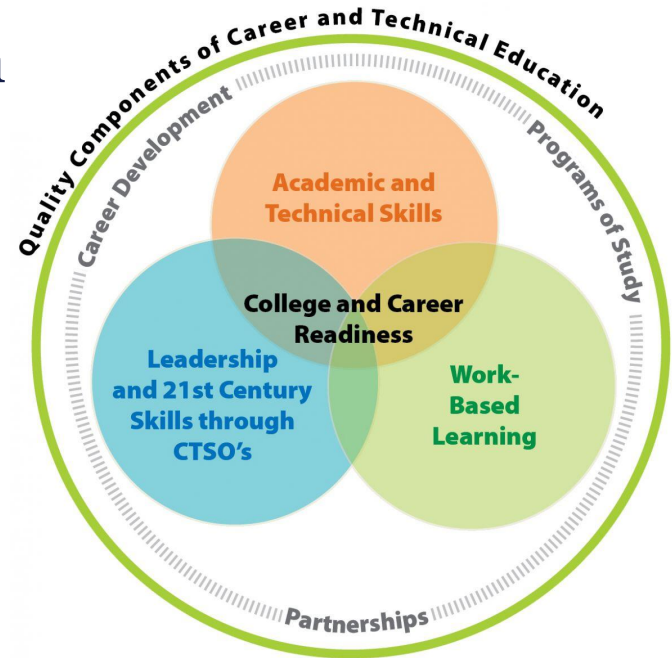 Quality Components of Career and Technical Education
Career Development
Programs of Study
Academic and
Technical Skills
College and Career
Readiness
Leadership
and 21st Century
Skills through
CTSO's
Work-
Based
Learning
Partnerships